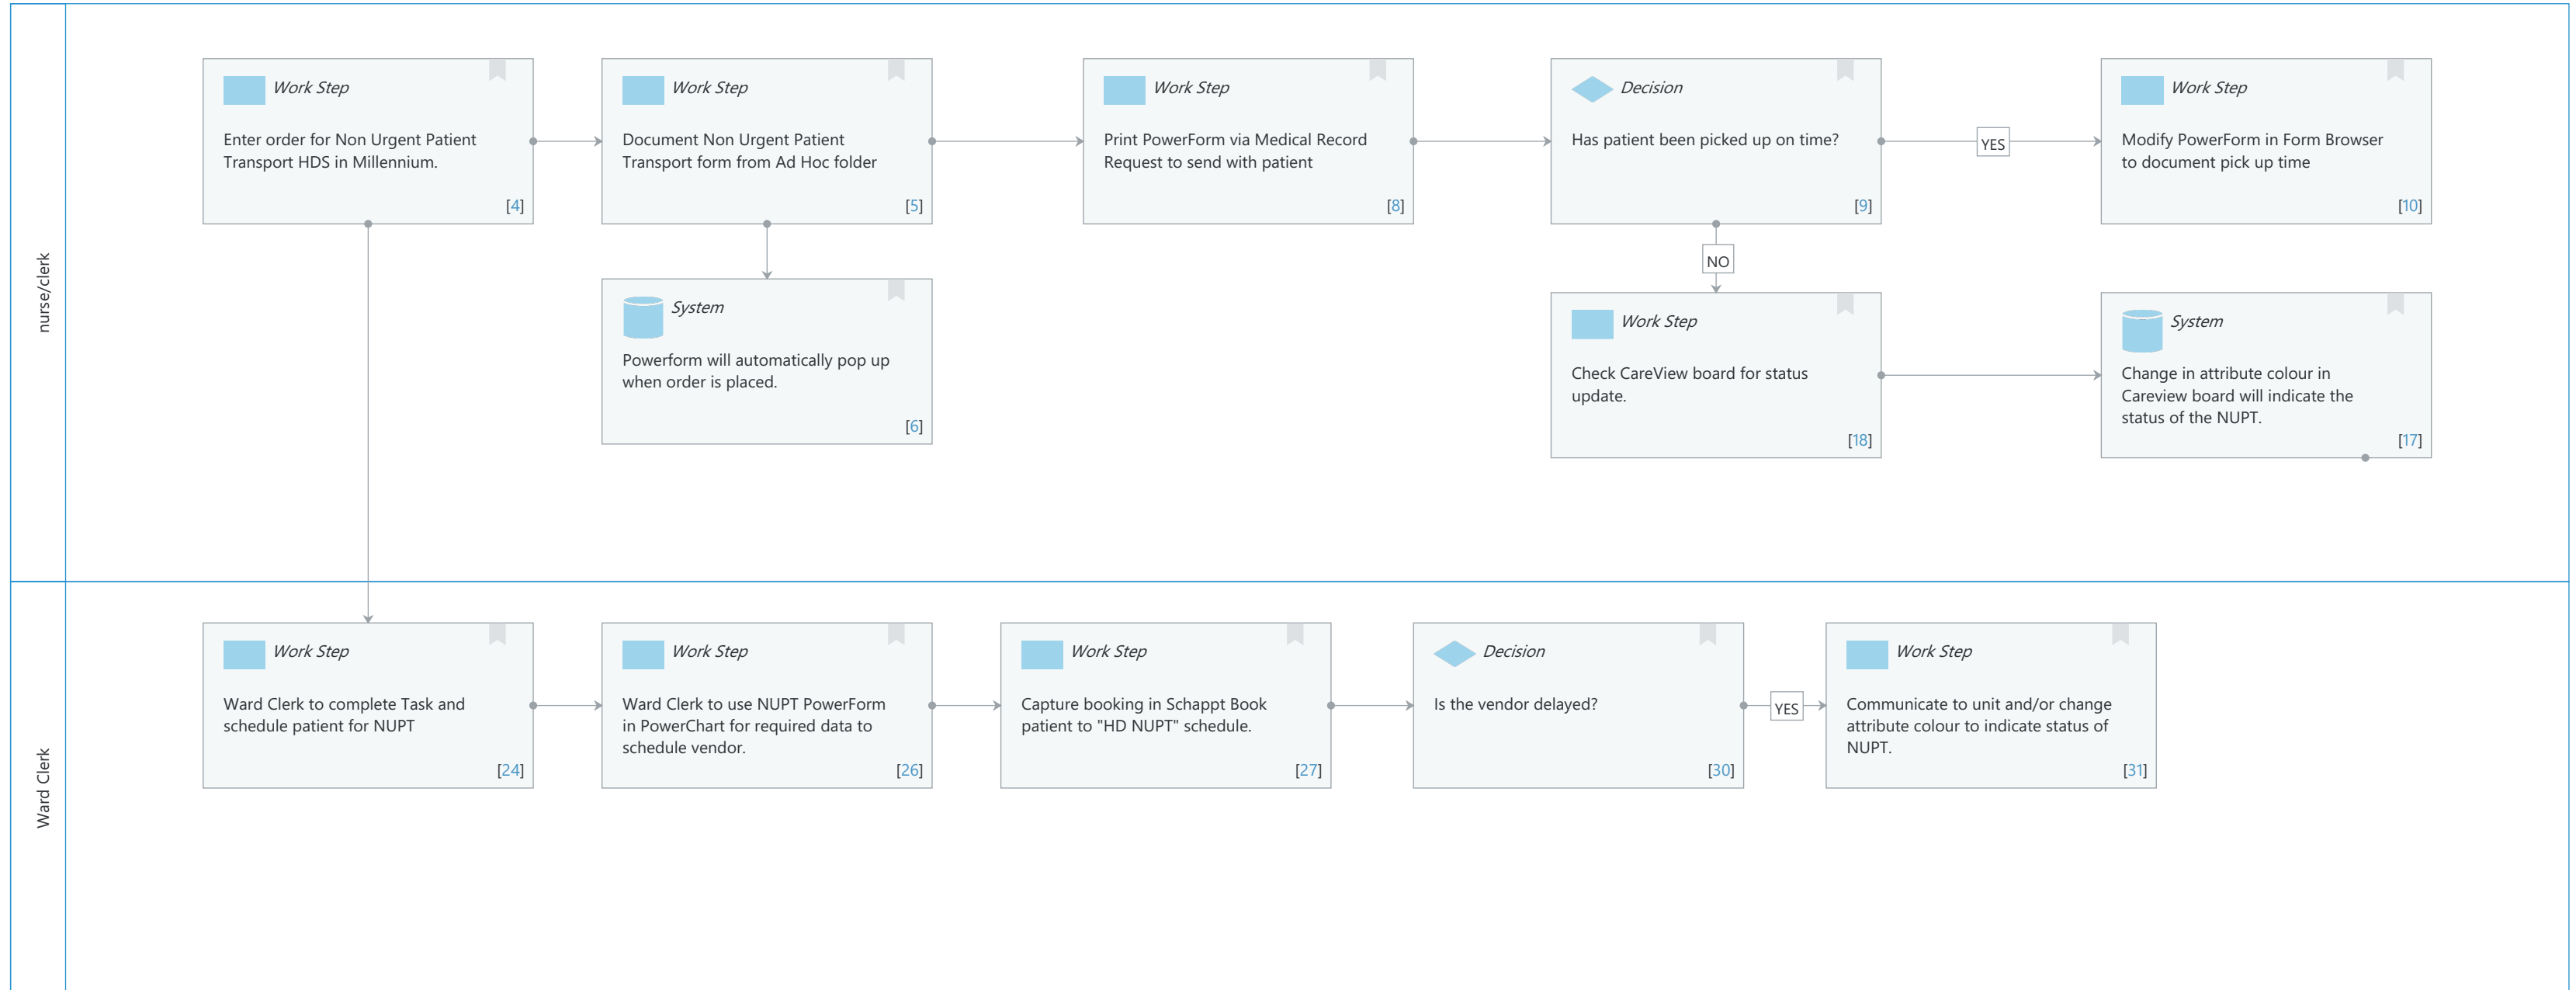 nurse/clerk
Work Step
Enter order for Non Urgent Patient
Transport HDS in Millennium.
[4]
Work Step
Document Non Urgent Patient
Transport form from Ad Hoc folder
[5]
Work Step
Print PowerForm via Medical Record
Request to send with patient
[8]
Decision
Has patient been picked up on time?
[9]
YES
Work Step
Modify PowerForm in Form Browser
to document pick up time
[10]
NO
System
Powerform will automatically pop up
when order is placed.
[6]
Work Step
Check CareView board for status
update.
[18]
System
Change in attribute colour in
Careview board will indicate the
status of the NUPT.
[17]
Ward Clerk
Work Step
Ward Clerk to complete Task and
schedule patient for NUPT
[24]
Work Step
Ward Clerk to use NUPT PowerForm
in PowerChart for required data to
schedule vendor.
[26]
Work Step
Capture booking in Schappt Book
patient to "HD NUPT" schedule.
[27]
Decision
Is the vendor delayed?
[30]
YES
Work Step
Communicate to unit and/or change
attribute colour to indicate status of
NUPT.
[31]